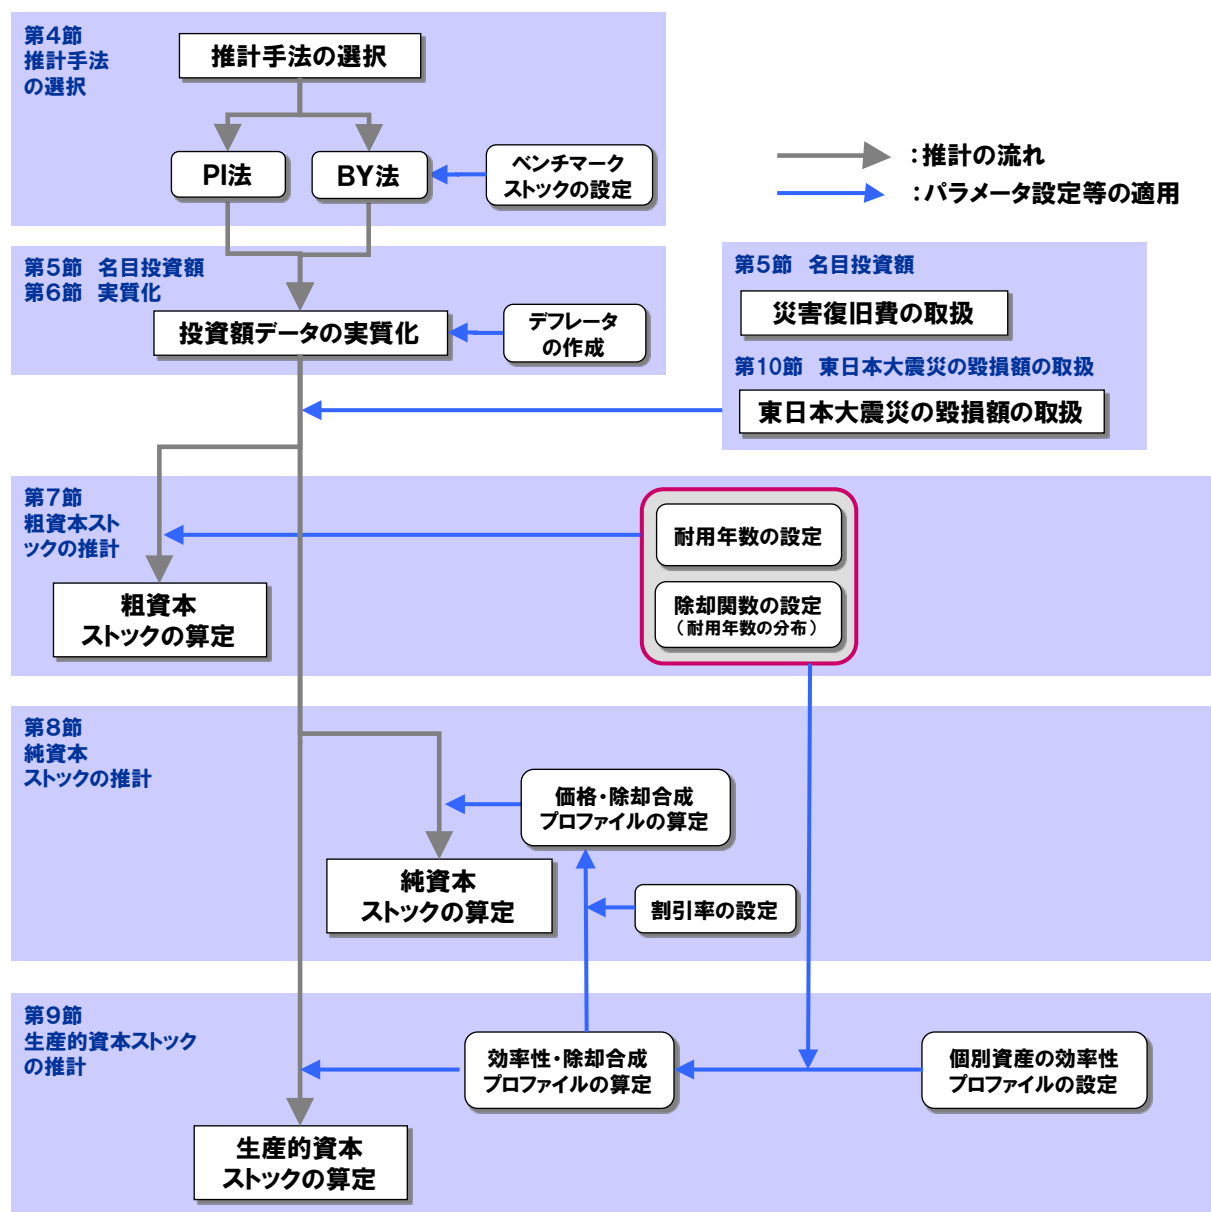 第4節
推計手法
の選択
推計手法の選択
PI法
BY法
ベンチマーク
ストックの設定
：推計の流れ
：パラメータ設定等の適用
第5節　名目投資額
第6節　実質化
投資額データの実質化
デフレータ
の作成
第5節　名目投資額
災害復旧費の取扱
第10節　東日本大震災の毀損額の取扱
東日本大震災の毀損額の取扱
第7節
粗資本スト
ックの推計
粗資本
ストックの算定
耐用年数の設定
除却関数の設定
（耐用年数の分布）
第8節
純資本
ストックの推計
価格・除却合成
プロファイルの算定
純資本
ストックの算定
割引率の設定
第9節
生産的資本ストック
の推計
効率性・除却合成
プロファイルの算定
個別資産の効率性
プロファイルの設定
生産的資本
ストックの算定